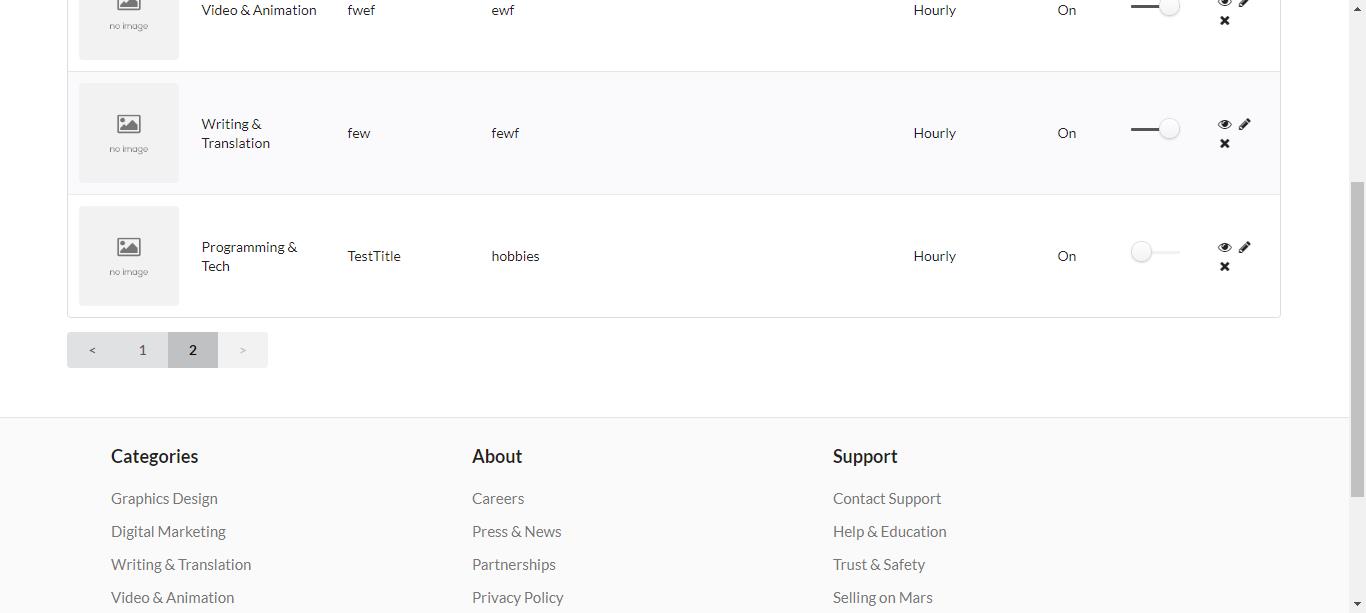 no image
Video & Animation
fwef
ewf
Hourly
On
no image
Writing &
Translation
few
fewf
Hourly
On
no image
Programming &
Tech
TestTitle
hobbies
Hourly
On
< 1 2 >
Categories
Graphics Design
Digital Marketing
Writing & Translation
Video & Animation
About
Careers
Press & News
Partnerships
Privacy Policy
Support
Contact Support
Help & Education
Trust & Safety
Selling on Mars